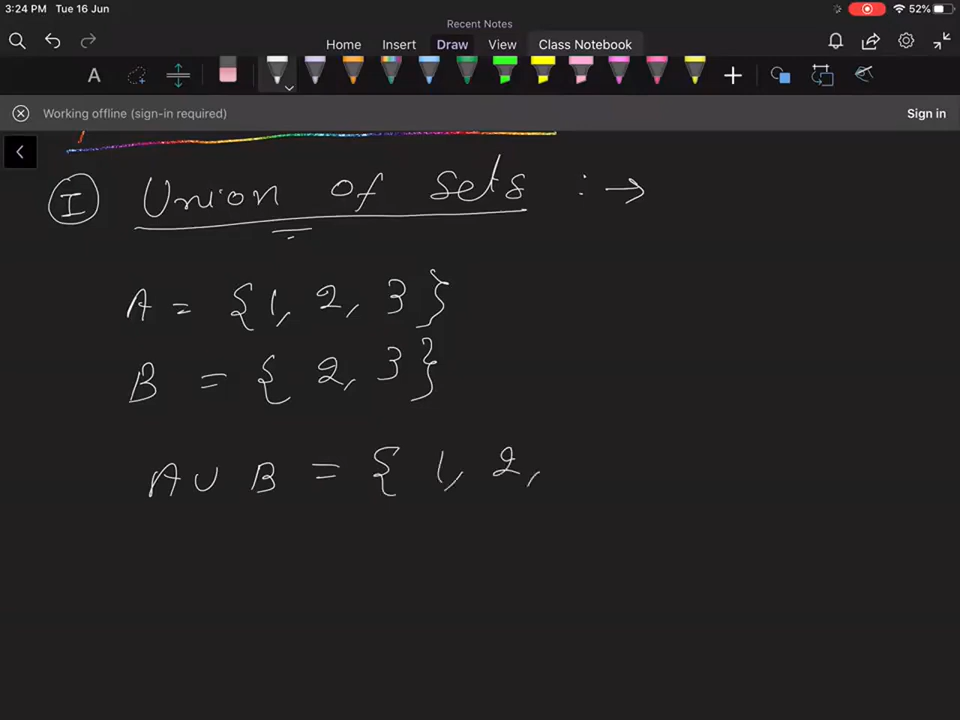 3:24 PM Tue 16 Jun 52%
Recent Notes
Home Insert Draw View Class Notebook
A
Working offline (sign-in required) Sign in
I Union of sets : →
A = {1, 2, 3}
B = { 2, 3}
A ∪ B = { 1, 2,